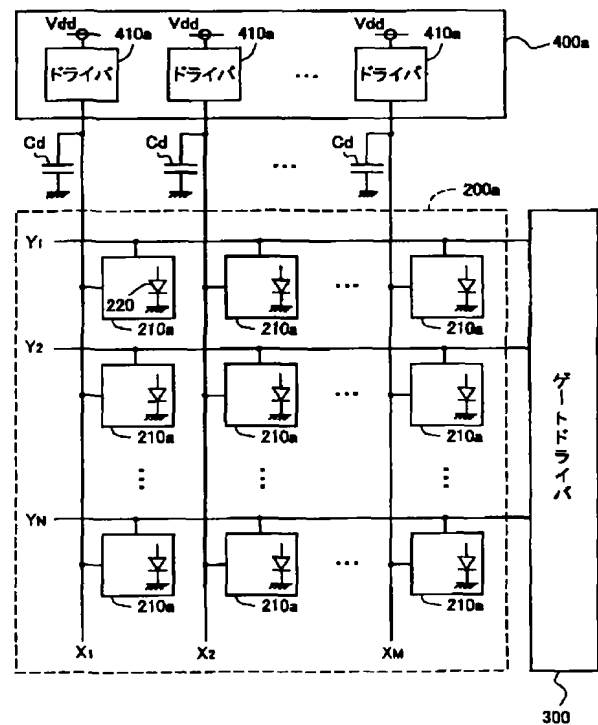 Vdd 410a Vdd 410a Vdd 410a
ドライバ ドライバ ... ドライバ 400a
Cd Cd ... Cd
200a
Y1
220
210a 210a ... 210a
Y2
210a 210a ... 210a
YN
210a 210a ... 210a
X1 X2 XM
ゲートドライバ
300